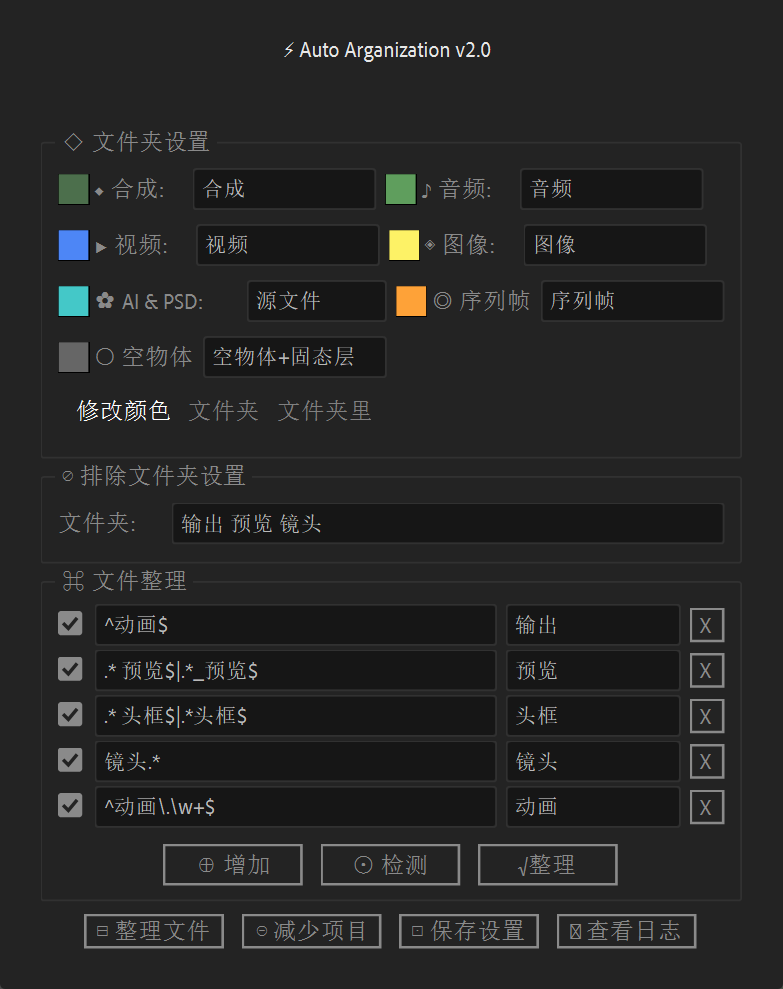 ⚡ Auto Arganization v2.0
◇ 文件夹设置
◆ 合成: 合成 ♪ 音频: 音频
▶ 视频: 视频 ◈ 图像: 图像
✿ AI & PSD: 源文件 ◎ 序列帧 序列帧
○ 空物体 空物体+固态层
修改颜色 文件夹 文件夹里
⊘ 排除文件夹设置
文件夹: 输出 预览 镜头
⌘ 文件整理
^动画$ 输出 X
.* 预览$|.*_预览$ 预览 X
.* 头框$|.*头框$ 头框 X
镜头.* 镜头 X
^动画\.\w+$ 动画 X
⊕ 增加 ⊙ 检测 √整理
⊟ 整理文件 ⊝ 减少项目 ⊡ 保存设置 查看日志